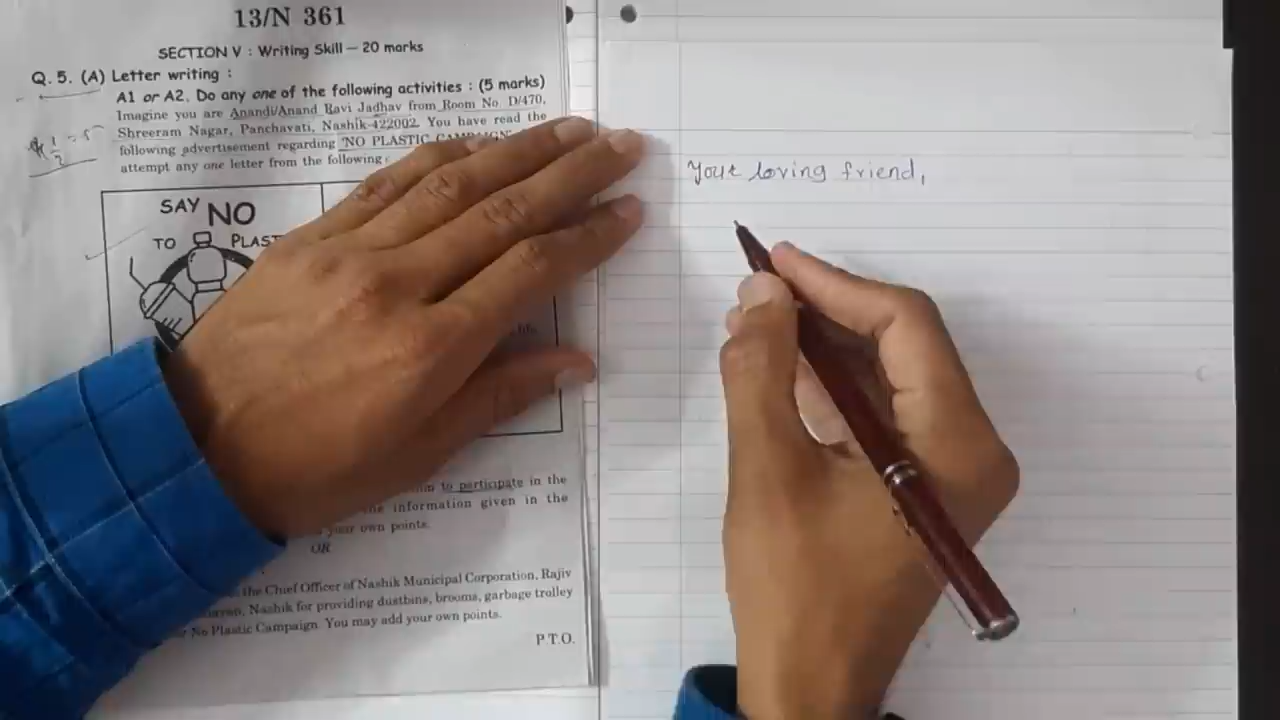 13/N 361
SECTION V : Writing Skill – 20 marks
Q. 5. (A) Letter writing :
A1 or A2. Do any one of the following activities : (5 marks)
Imagine you are Anandi/Anand Ravi Jadhav from Room No. D/470,
Shreeram Nagar, Panchavati, Nashik-422002. You have read the
following advertisement regarding 'NO PLASTIC CAMPAIGN'
attempt any one letter from the following
SAY NO
TO PLAST
to participate in the
information given in the
your own points.
OR
the Chief Officer of Nashik Municipal Corporation, Rajiv
Nashik for providing dustbins, brooms, garbage trolley
No Plastic Campaign. You may add your own points.
P.T.O.
Your loving friend,